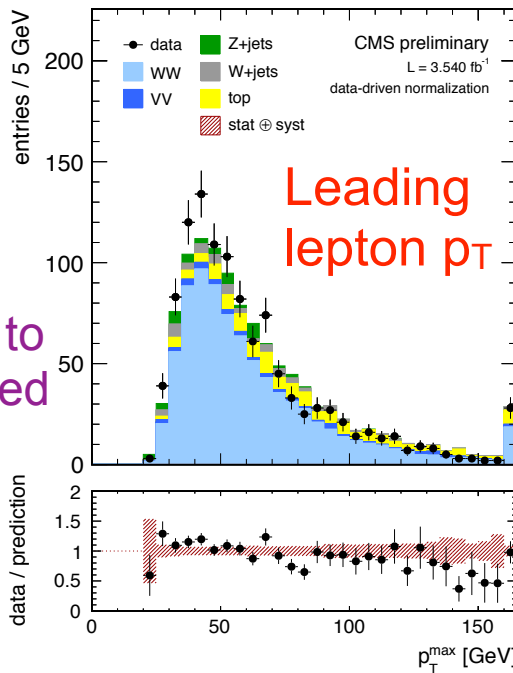 entries / 5 GeV
200
150
100
50
0
data
WW
VV
Z+jets
W+jets
top
stat ⊕ syst
CMS preliminary
L = 3.540 fb⁻¹
data-driven normalization
Leading
lepton pT
to
ed
data / prediction
2
1.5
1
0.5
0
0 50 100 150
pTmax [GeV]